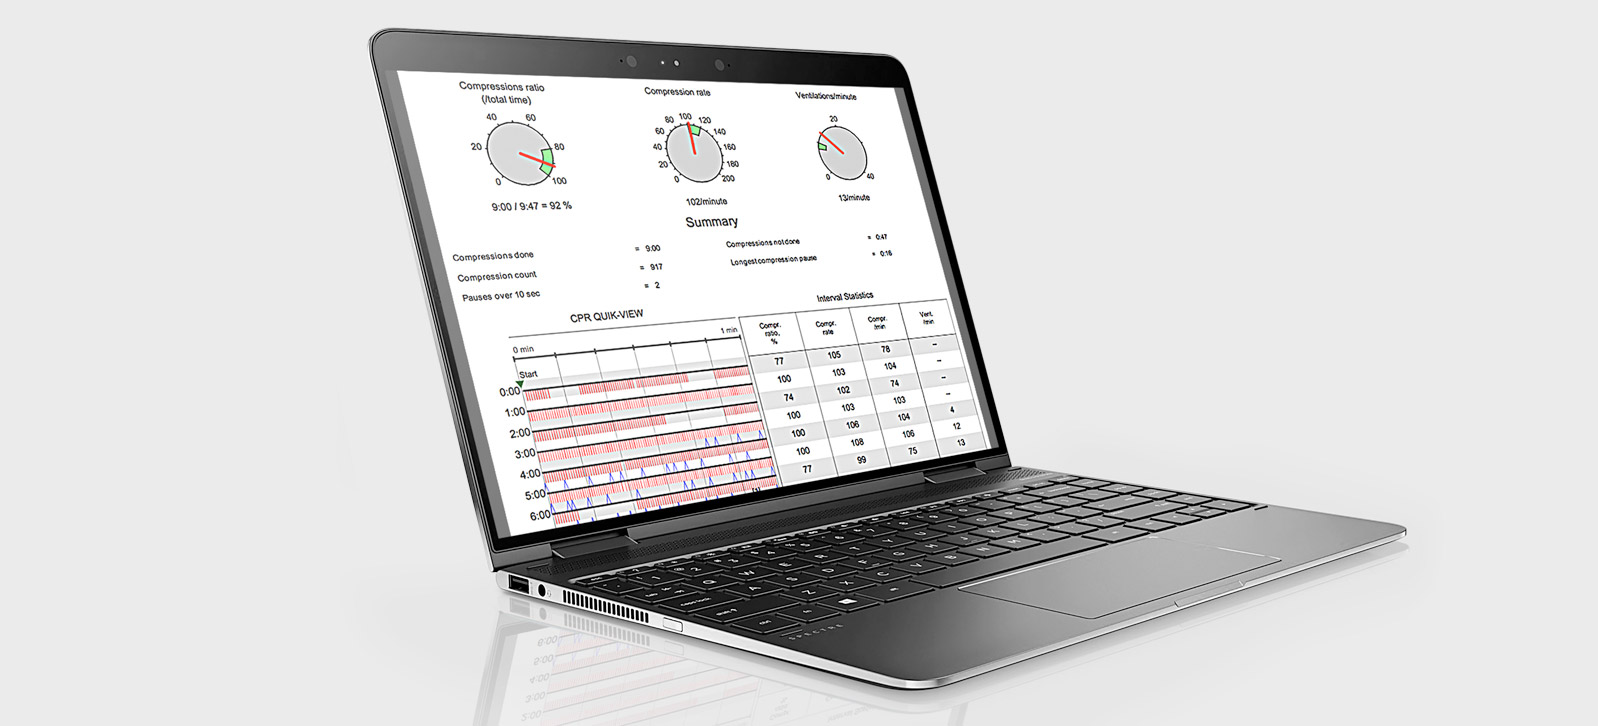 Compressions ratio
(/total time)
40 60
20 80
0 100
9:00 / 9:47 = 92 %
Compression rate
80 100 120
60 140
40 160
20 180
0 200
102/minute
Ventilations/minute
20
0 40
13/minute
Summary
Compressions done = 9:00
Compression count = 917
Pauses over 10 sec = 2
Compressions not done = 0:47
Longest compression pause = 0:16
CPR QUIK-VIEW
0 min 1 min
Start
0:00
1:00
2:00
3:00
4:00
5:00
6:00
Interval Statistics
Compr. ratio, % Compr. rate Compr. /min Vent. /min
77 105 78 --
100 103 104 --
74 102 74 --
100 103 103 --
100 106 104 4
100 108 106 12
77 99 75 13
SPECTRE